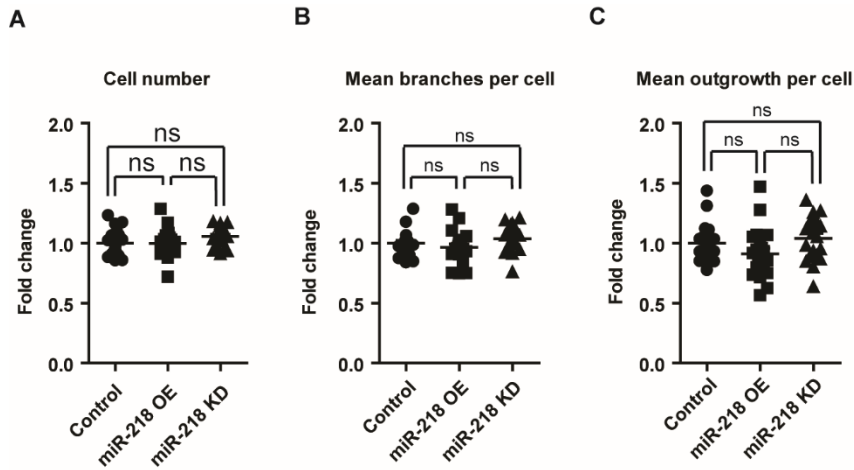 A
Cell number
Fold change
2.0
1.5
1.0
0.5
0.0
ns
ns
ns
Control
miR-218 OE
miR-218 KD
B
Mean branches per cell
Fold change
2.0
1.5
1.0
0.5
0.0
ns
ns
ns
Control
miR-218 OE
miR-218 KD
C
Mean outgrowth per cell
Fold change
2.0
1.5
1.0
0.5
0.0
ns
ns
ns
Control
miR-218 OE
miR-218 KD